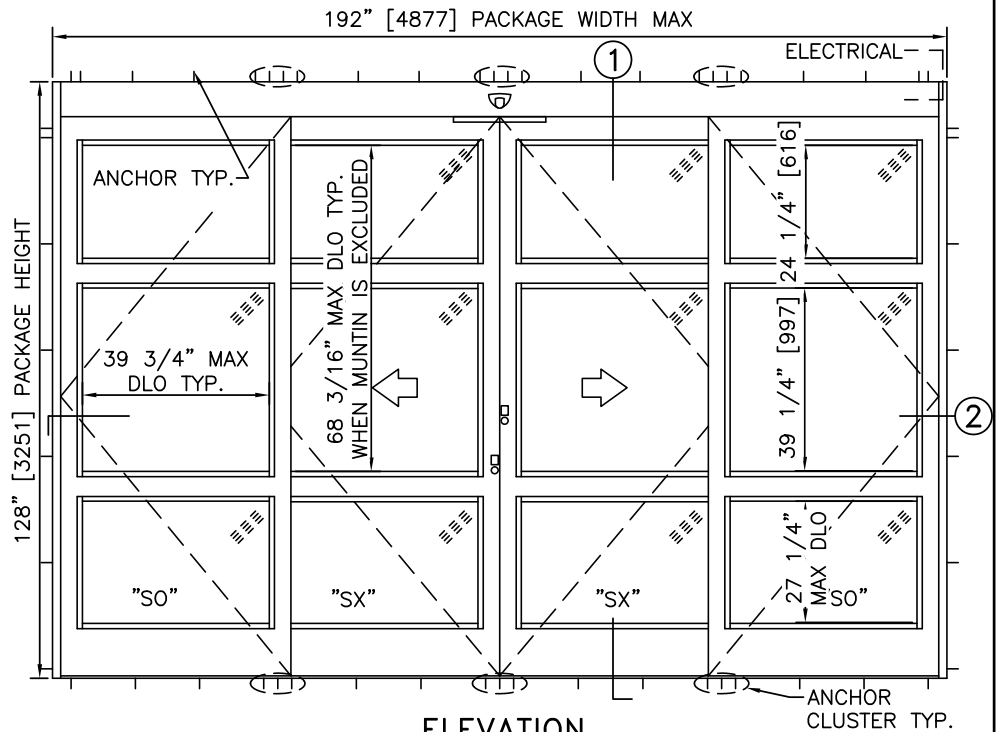 192" [4877] PACKAGE WIDTH MAX
ELECTRICAL
1
ANCHOR TYP.
128" [3251] PACKAGE HEIGHT
68 3/16" MAX DLO TYP.
WHEN MUNTIN IS EXCLUDED
24 1/4" [616]
39 3/4" MAX
DLO TYP.
39 1/4" [997]
2
27 1/4"
MAX DLO
"SO"
"SX"
"SX"
"SO"
ANCHOR
CLUSTER TYP.
ELEVATION